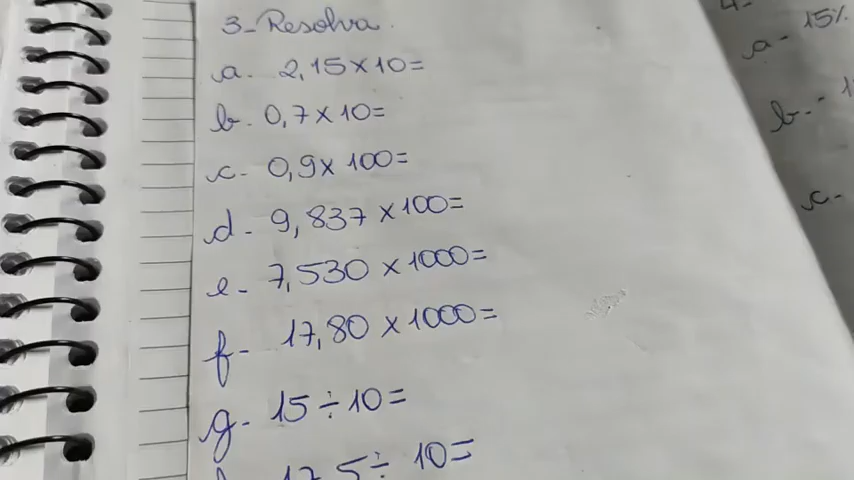 3- Resolva.
a- 2,15 × 10=
b- 0,7 × 10=
c- 0,9 × 100=
d- 9,837 × 100=
e- 7,530 × 1000=
f- 17,80 × 1000=
g- 15 ÷ 10=
÷ 10=
4-
a- 15%
b-
c-